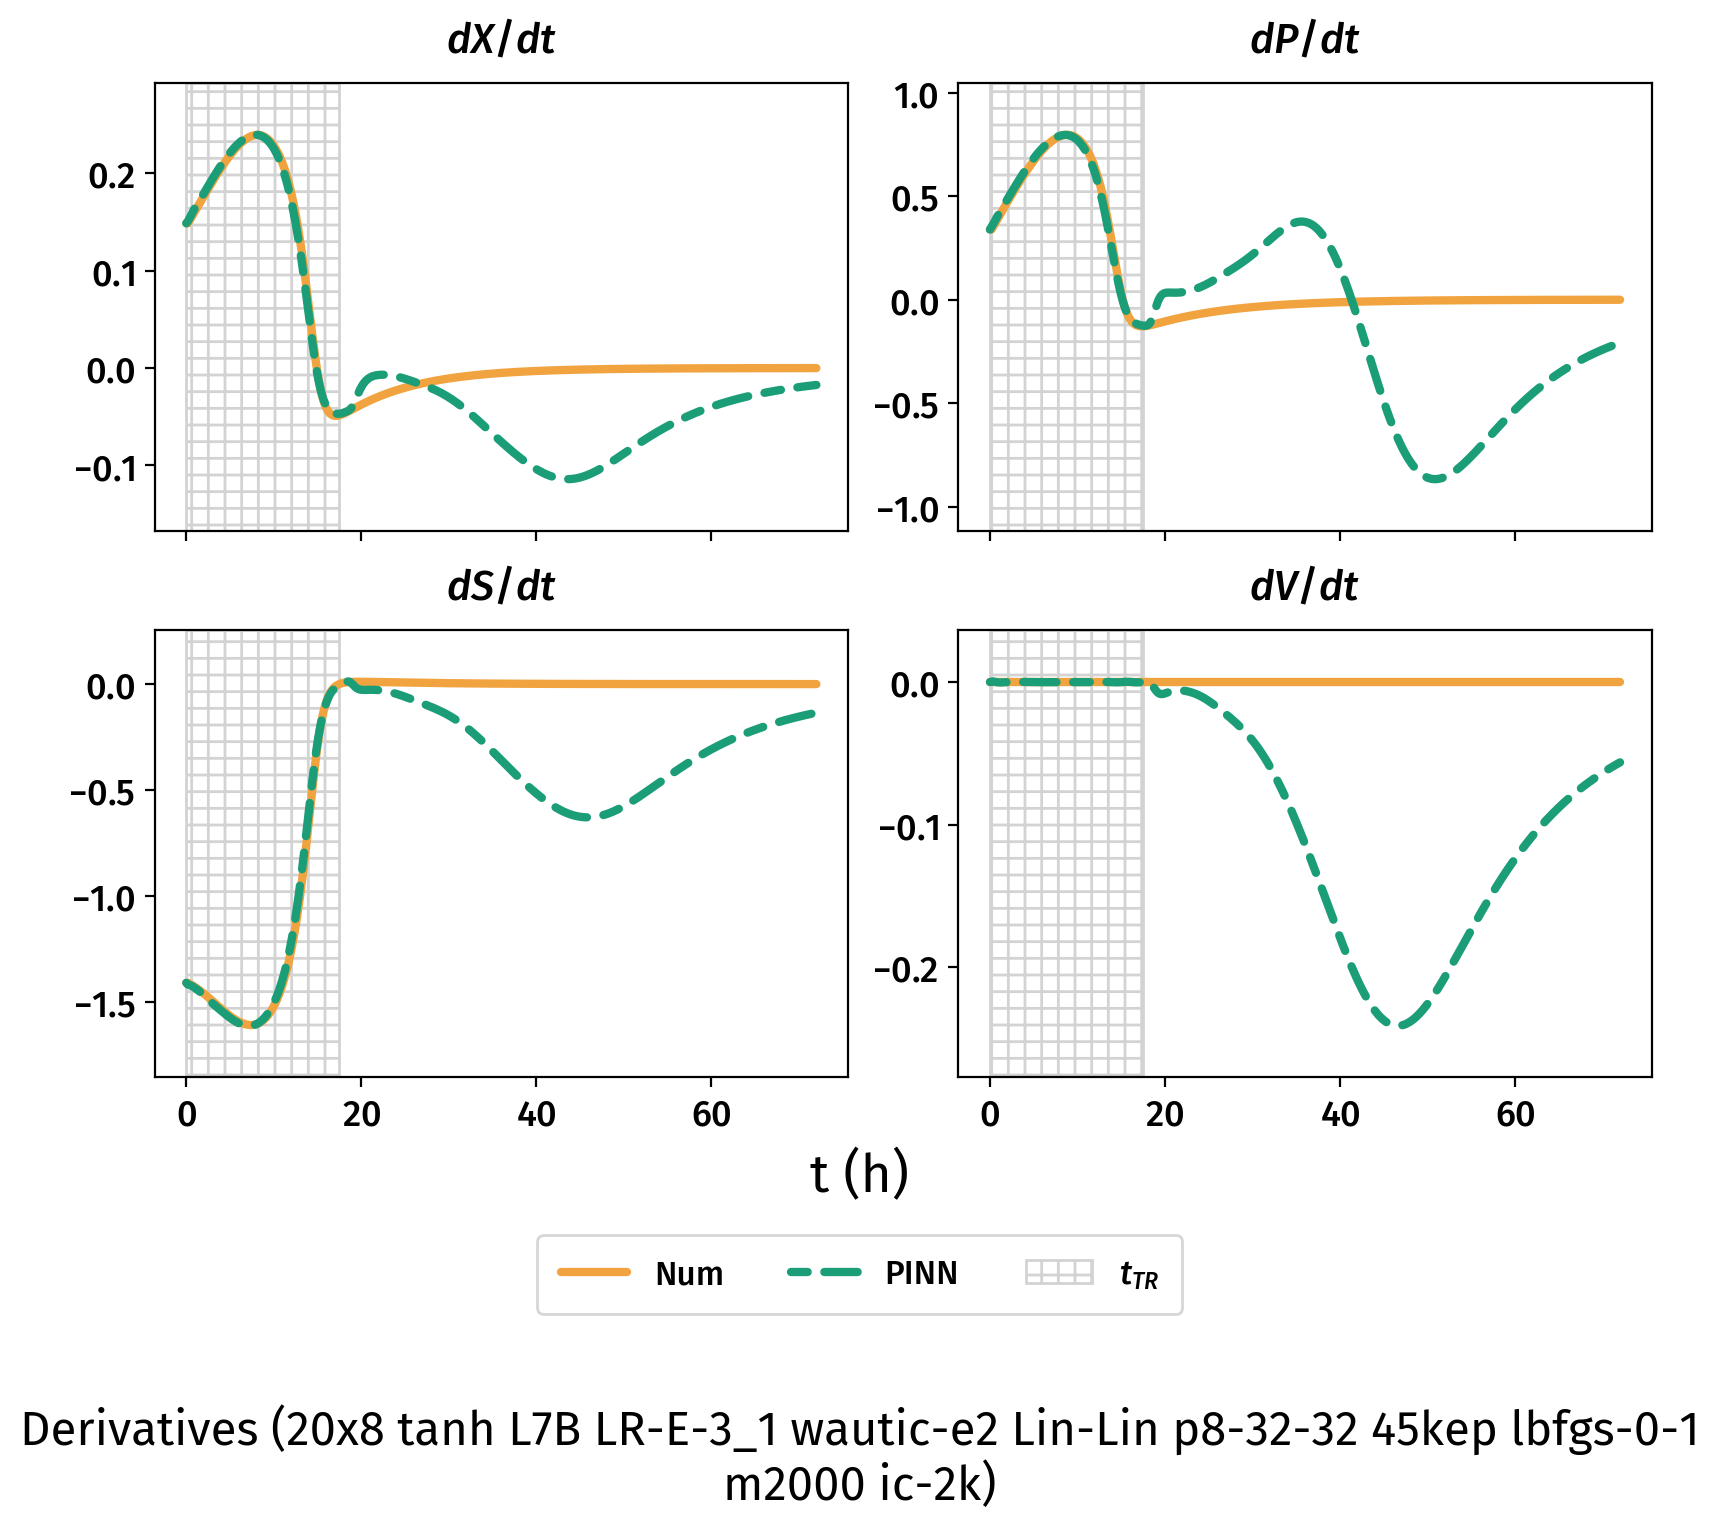 dX/dt
dP/dt
0.2
0.1
0.0
−0.1
1.0
0.5
0.0
−0.5
−1.0
dS/dt
dV/dt
0.0
−0.5
−1.0
−1.5
0 20 40 60
0.0
−0.1
−0.2
0 20 40 60
t (h)
Num PINN tTR
Derivatives (20x8 tanh L7B LR-E-3_1 wautic-e2 Lin-Lin p8-32-32 45kep lbfgs-0-1
m2000 ic-2k)